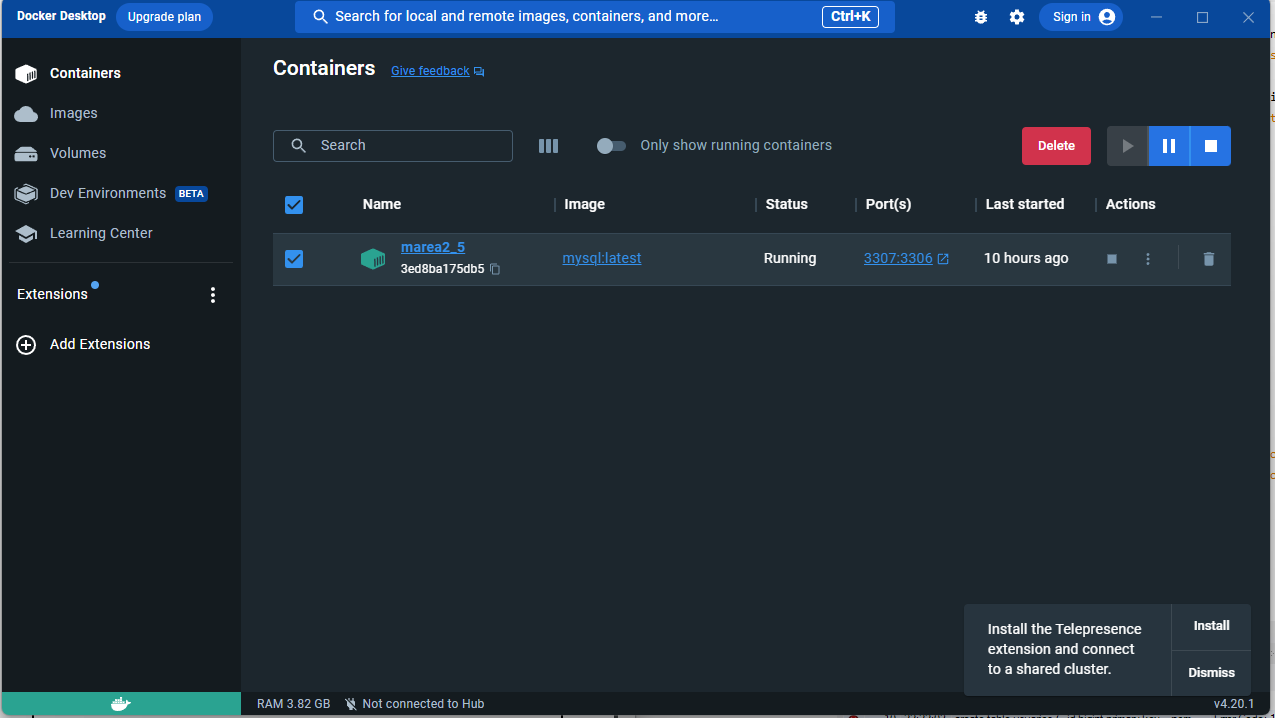 Docker Desktop
Upgrade plan
Search for local and remote images, containers, and more...
Ctrl+K
Sign in
Containers
Images
Volumes
Dev Environments BETA
Learning Center
Extensions
Add Extensions
Containers
Give feedback
Search
Only show running containers
Delete
Name Image Status Port(s) Last started Actions
marea2_5
3ed8ba175db5
mysql:latest
Running
3307:3306
10 hours ago
Install the Telepresence
extension and connect
to a shared cluster.
Install
Dismiss
RAM 3.82 GB
Not connected to Hub
v4.20.1